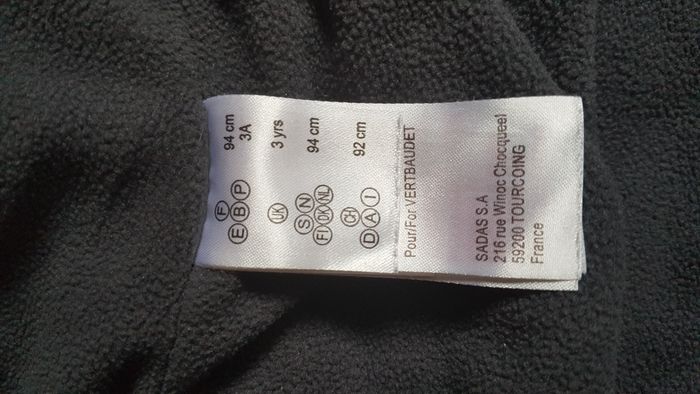 F 94 cm
E B P 3A
UK 3 yrs
S N 94 cm
FI DK NL
CH 92 cm
D A I
Pour/For VERTBAUDET
SADAS S.A
216 rue Winoc Chocqueel
59200 TOURCOING
France